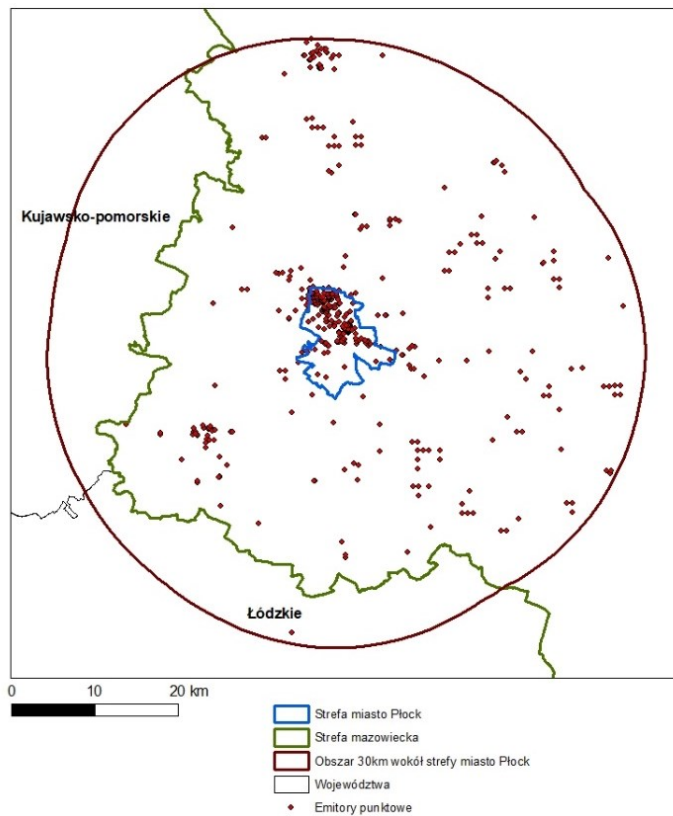 Kujawsko-pomorskie
Łódzkie
0 10 20 km
Strefa miasto Płock
Strefa mazowiecka
Obszar 30km wokół strefy miasto Płock
Województwa
Emitory punktowe